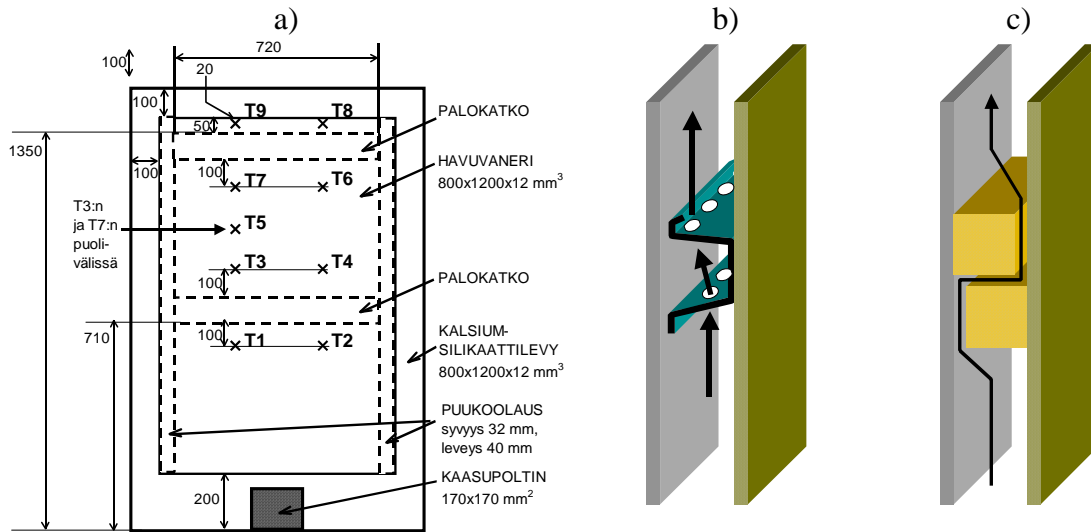 a)
b)
c)
720
100
20
100
T9
T8
50
PALOKATKO
1350
100
HAVUVANERI
800x1200x12 mm³
100
T7
T6
T3:n
ja T7:n
puoli-
välissä
T5
T3
T4
100
PALOKATKO
710
100
T1
T2
KALSIUM-
SILIKAATTILEVY
800x1200x12 mm³
PUUKOOLAUS
syvyys 32 mm,
leveys 40 mm
200
KAASUPOLTIN
170x170 mm²